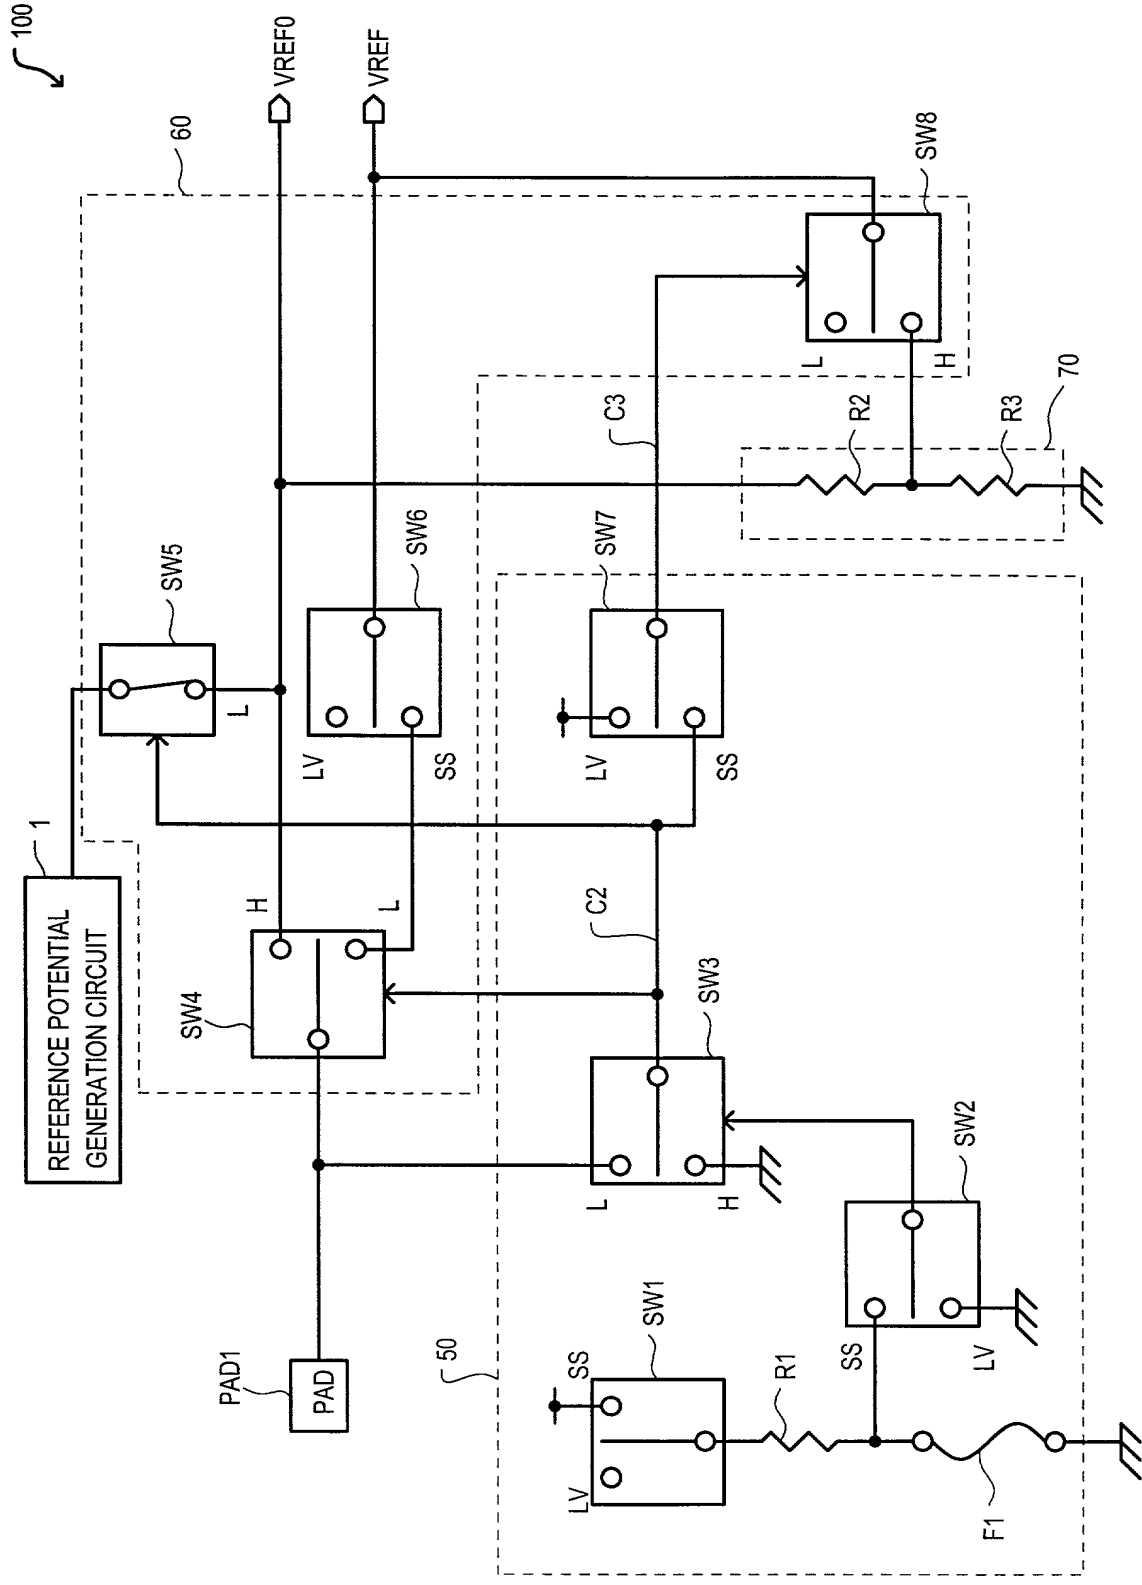 100
REFERENCE POTENTIAL
GENERATION CIRCUIT
1
SW5
L
60
VREF0
VREF
SW4
H
L
LV
SS
SW6
PAD1
PAD
50
SW3
L
H
C2
SW7
LV
SS
C3
SW8
L
H
SW1
LV
SS
R1
F1
SW2
SS
LV
R2
R3
70